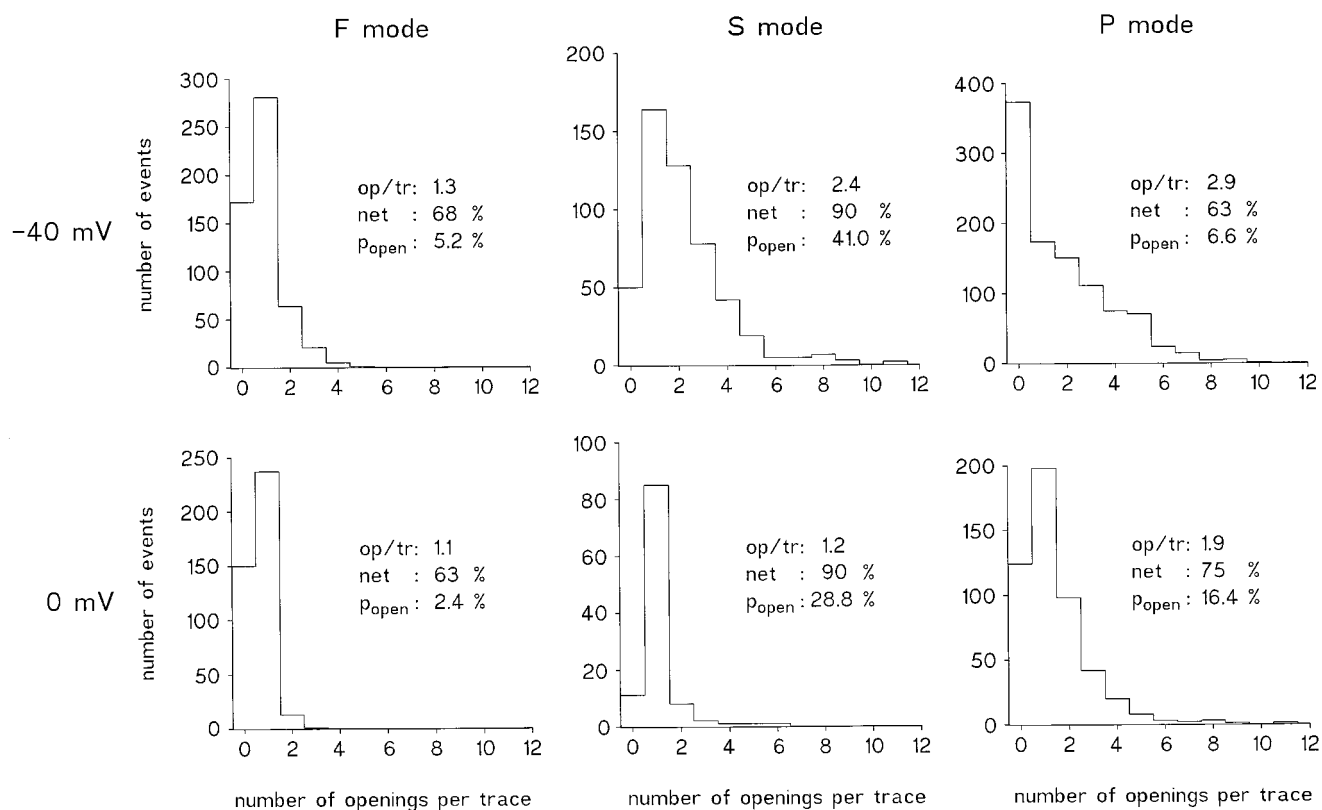 F mode
S mode
P mode
-40 mV
number of events
300
250
200
150
100
50
0
0 2 4 6 8 10 12
op/tr: 1.3
net : 68 %
popen : 5.2 %
200
150
100
50
0
0 2 4 6 8 10 12
op/tr: 2.4
net : 90 %
popen : 41.0 %
400
300
200
100
0
0 2 4 6 8 10 12
op/tr: 2.9
net : 63 %
popen : 6.6 %
0 mV
number of events
250
200
150
100
50
0
0 2 4 6 8 10 12
op/tr: 1.1
net : 63 %
popen : 2.4 %
number of openings per trace
100
80
60
40
20
0
0 2 4 6 8 10 12
op/tr: 1.2
net : 90 %
popen : 28.8 %
number of openings per trace
200
150
100
50
0
0 2 4 6 8 10 12
op/tr: 1.9
net : 75 %
popen : 16.4 %
number of openings per trace